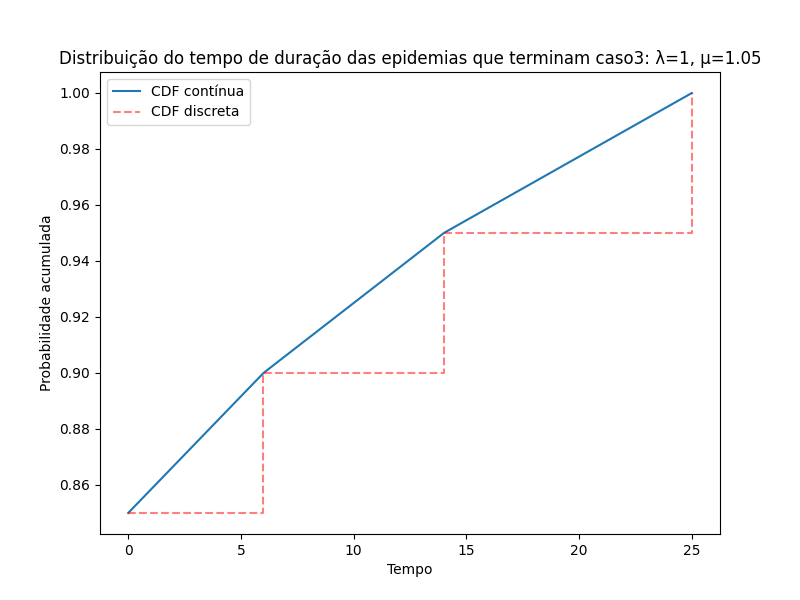 Distribuição do tempo de duração das epidemias que terminam caso3: λ=1, μ=1.05
CDF contínua
CDF discreta
1.00
0.98
0.96
0.94
0.92
0.90
0.88
0.86
Probabilidade acumulada
0
5
10
15
20
25
Tempo